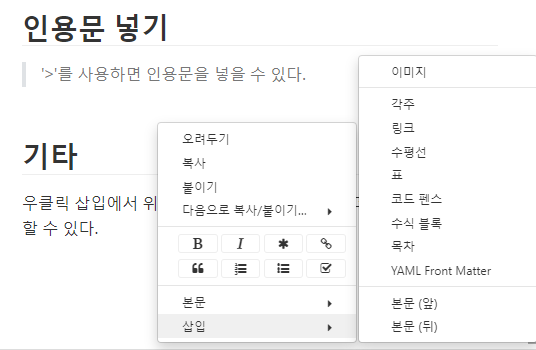 인용문 넣기
'>'를 사용하면 인용문을 넣을 수 있다.
기타
우클릭 삽입에서 위
할 수 있다.
오려두기
복사
붙이기
다음으로 복사/붙이기...
B I
본문
삽입
이미지
각주
링크
수평선
표
코드 펜스
수식 블록
목차
YAML Front Matter
본문 (앞)
본문 (뒤)